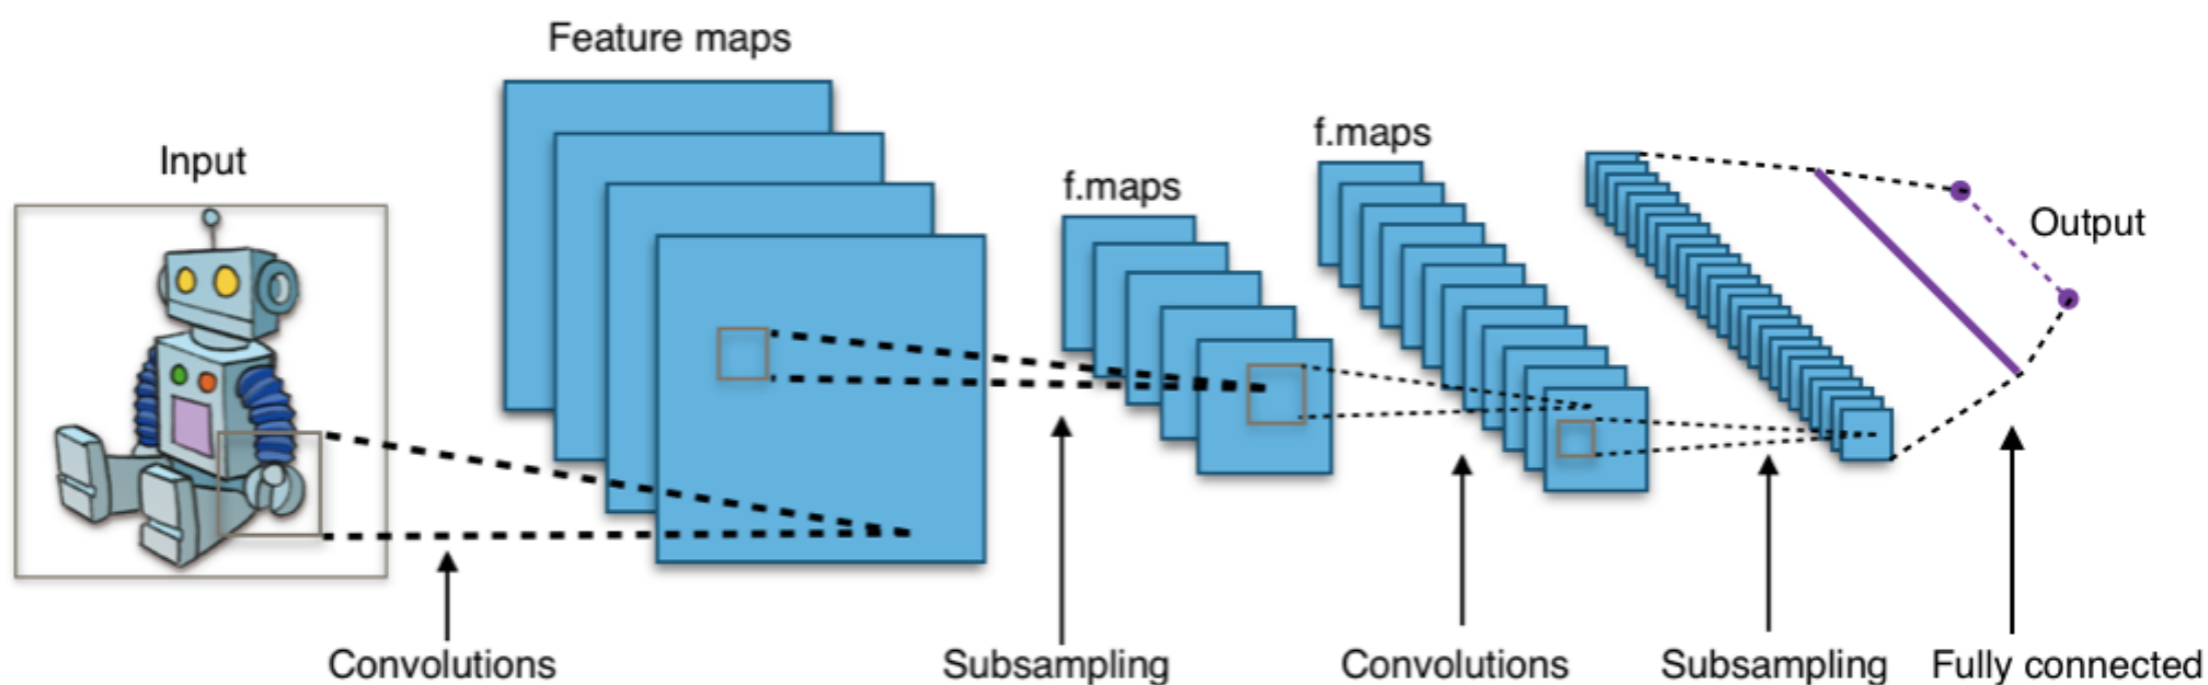 Feature maps
Input
f.maps
f.maps
Output
Convolutions
Subsampling
Convolutions
Subsampling
Fully connected